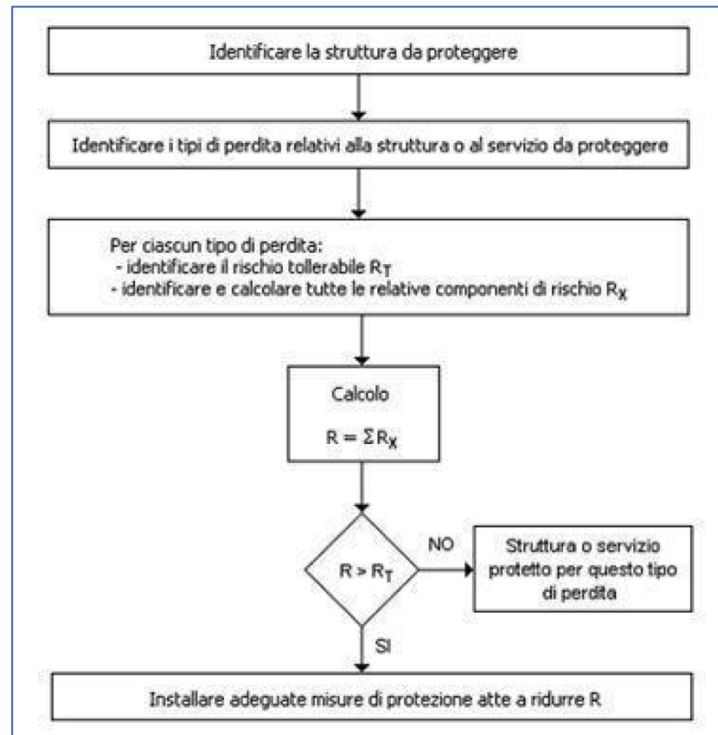 Identificare la struttura da proteggere
Identificare i tipi di perdita relativi alla struttura o al servizio da proteggere
Per ciascun tipo di perdita:
- identificare il rischio tollerabile RT
- identificare e calcolare tutte le relative componenti di rischio RX
Calcolo
R = ΣRX
R > RT
NO
Struttura o servizio
protetto per questo tipo
di perdita
SI
Installare adeguate misure di protezione atte a ridurre R